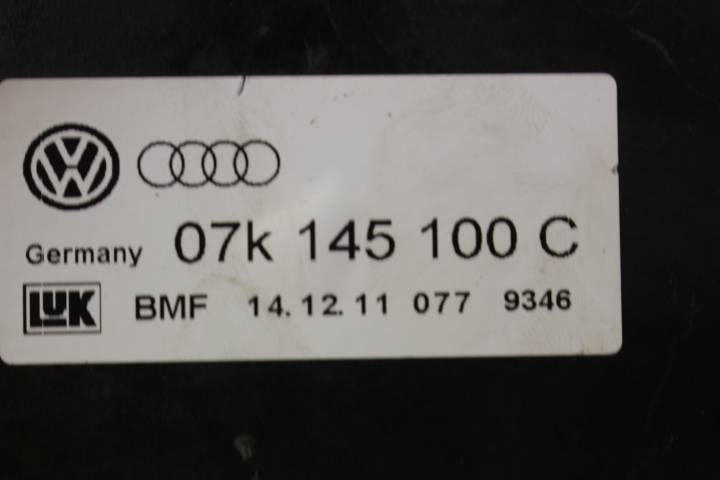 VW
Germany 07k 145 100 C
LUK BMF 14. 12. 11 077 9346